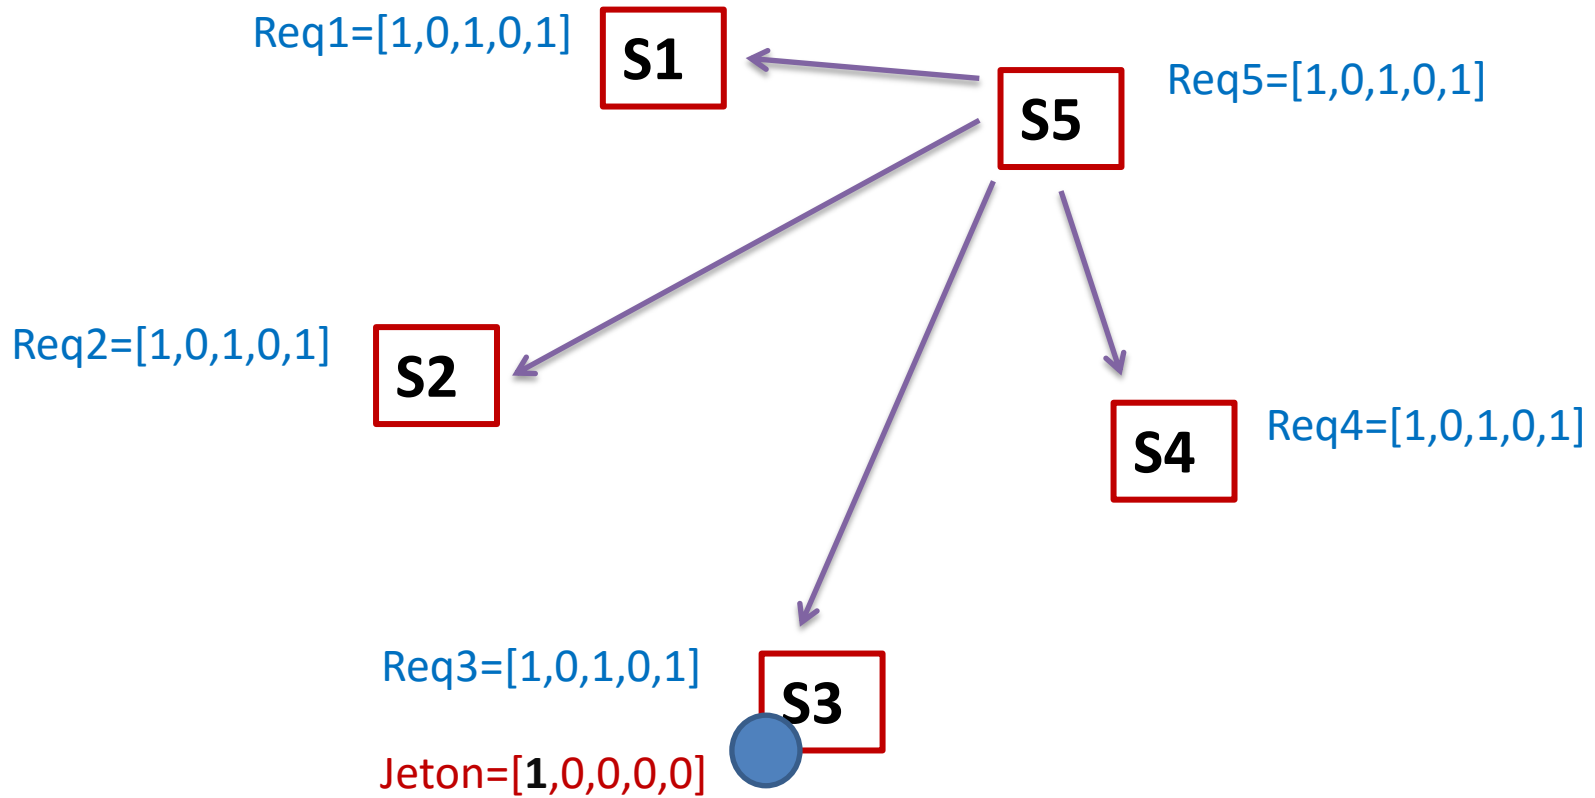 Req1=[1,0,1,0,1]
S1
Req5=[1,0,1,0,1]
S5
Req2=[1,0,1,0,1]
S2
Req4=[1,0,1,0,1]
S4
Req3=[1,0,1,0,1]
S3
Jeton=[1,0,0,0,0]